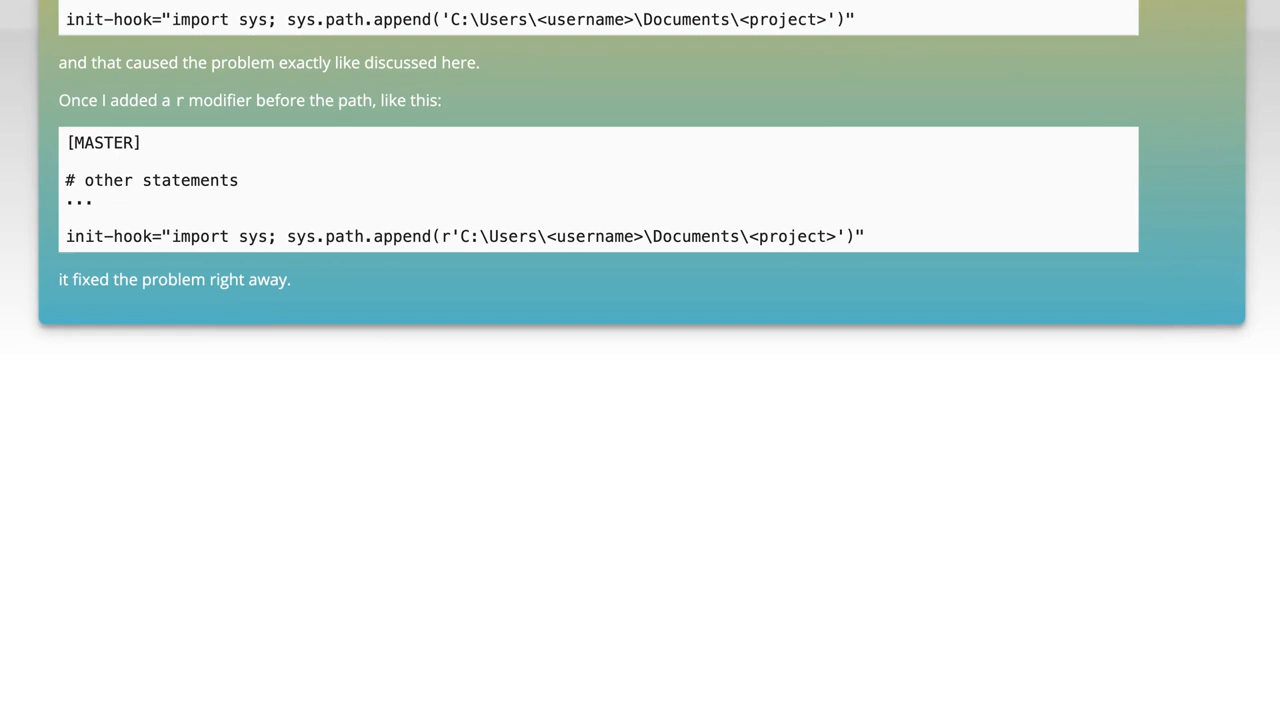 init-hook="import sys; sys.path.append('C:\Users\<username>\Documents\<project>')"
and that caused the problem exactly like discussed here.
Once I added a r modifier before the path, like this:
[MASTER]
# other statements
...
init-hook="import sys; sys.path.append(r'C:\Users\<username>\Documents\<project>')"
it fixed the problem right away.